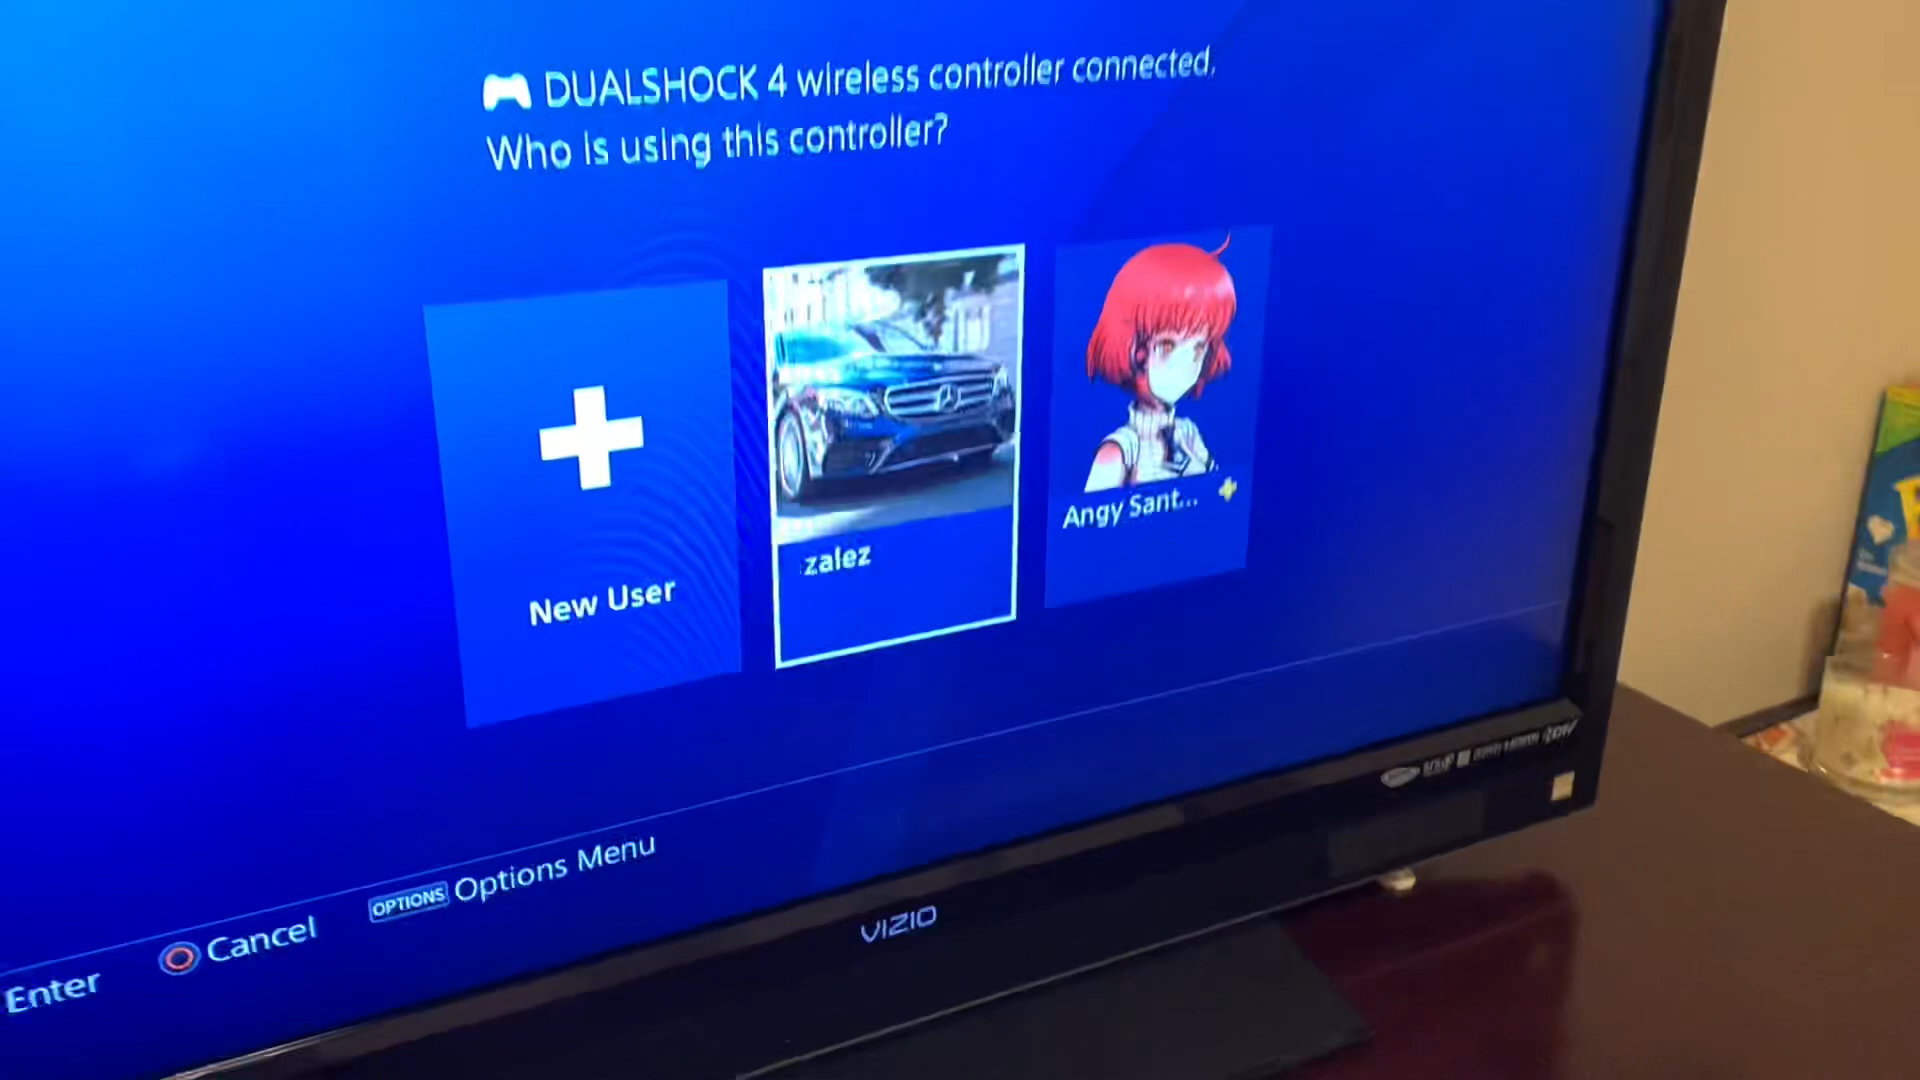 DUALSHOCK 4 wireless controller connected.
Who is using this controller?
New User
zalez
Angy Sant...
Enter
Cancel
OPTIONS Options Menu
VIZIO